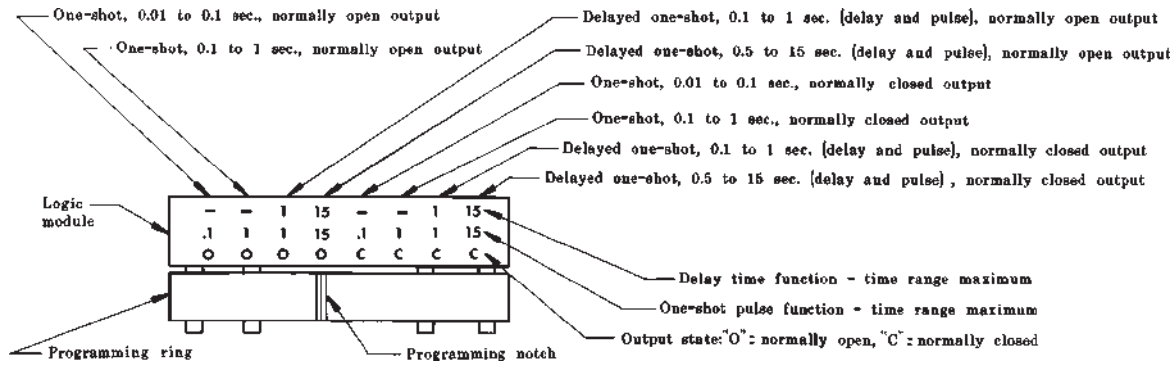 One-shot, 0.01 to 0.1 sec., normally open output
One-shot, 0.1 to 1 sec., normally open output
Delayed one-shot, 0.1 to 1 sec. (delay and pulse), normally open output
Delayed one-shot, 0.5 to 15 sec. (delay and pulse), normally open output
One-shot, 0.01 to 0.1 sec., normally closed output
One-shot, 0.1 to 1 sec., normally closed output
Delayed one-shot, 0.1 to 1 sec. (delay and pulse), normally closed output
Delayed one-shot, 0.5 to 15 sec. (delay and pulse) , normally closed output
Logic
module
– – 1 15 – – 1 15
.1 1 1 15 .1 1 1 15
O O O O C C C C
Delay time function - time range maximum
One-shot pulse function - time range maximum
Output state:"O": normally open, "C": normally closed
Programming ring
Programming notch